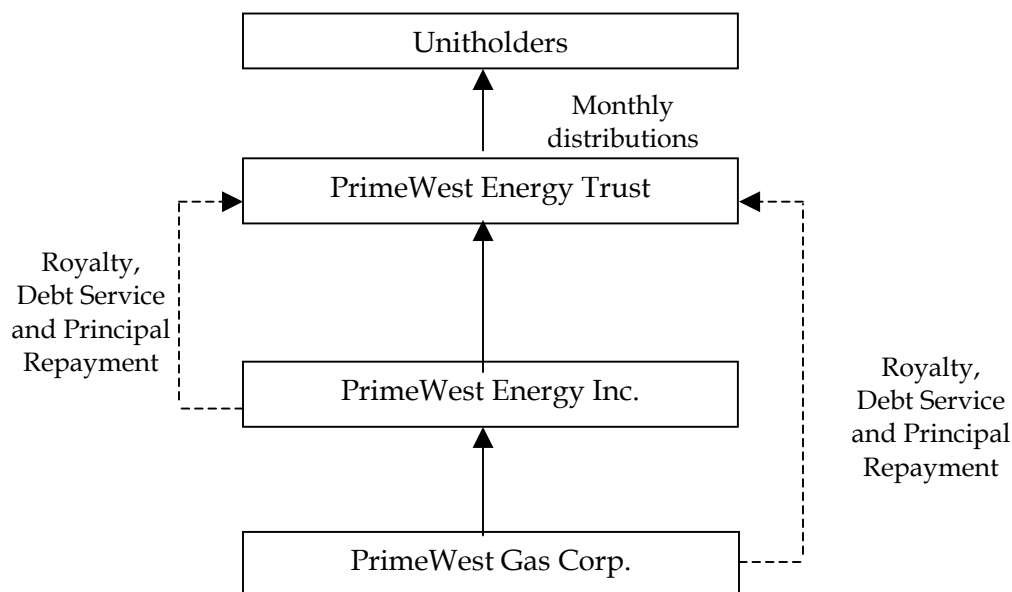 Unitholders
Monthly
distributions
PrimeWest Energy Trust
Royalty,
Debt Service
and Principal
Repayment
PrimeWest Energy Inc.
Royalty,
Debt Service
and Principal
Repayment
PrimeWest Gas Corp.